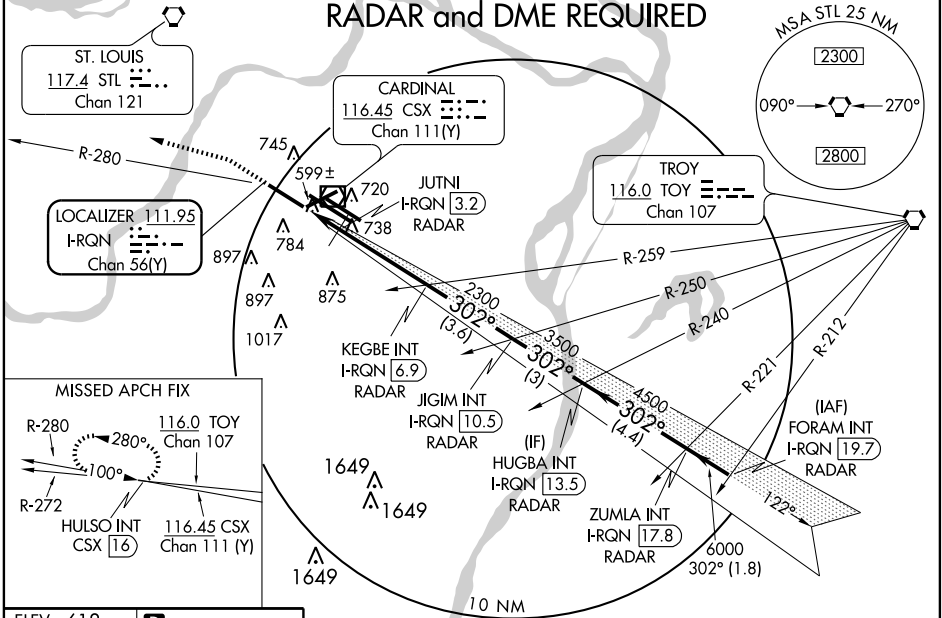 RADAR and DME REQUIRED
ST. LOUIS
117.4 STL
Chan 121
CARDINAL
116.45 CSX
Chan 111(Y)
MSA STL 25 NM
2300
090°
270°
2800
R-280
745
599 ±
720
738
784
JUTNI
I-RQN 3.2
RADAR
TROY
116.0 TOY
Chan 107
LOCALIZER 111.95
I-RQN
Chan 56(Y)
897
897
875
1017
R-259
R-250
R-240
R-221
R-212
2300
302°
(3.6)
3500
302°
(3)
4500
302°
(4.4)
KEGBE INT
I-RQN 6.9
RADAR
JIGIM INT
I-RQN 10.5
RADAR
(IF)
HUGBA INT
I-RQN 13.5
RADAR
ZUMLA INT
I-RQN 17.8
RADAR
6000
302° (1.8)
(IAF)
FORAM INT
I-RQN 19.7
RADAR
122°
MISSED APCH FIX
R-280
280°
116.0 TOY
Chan 107
100°
R-272
HULSO INT
CSX 16
116.45 CSX
Chan 111 (Y)
1649
1649
1649
10 NM